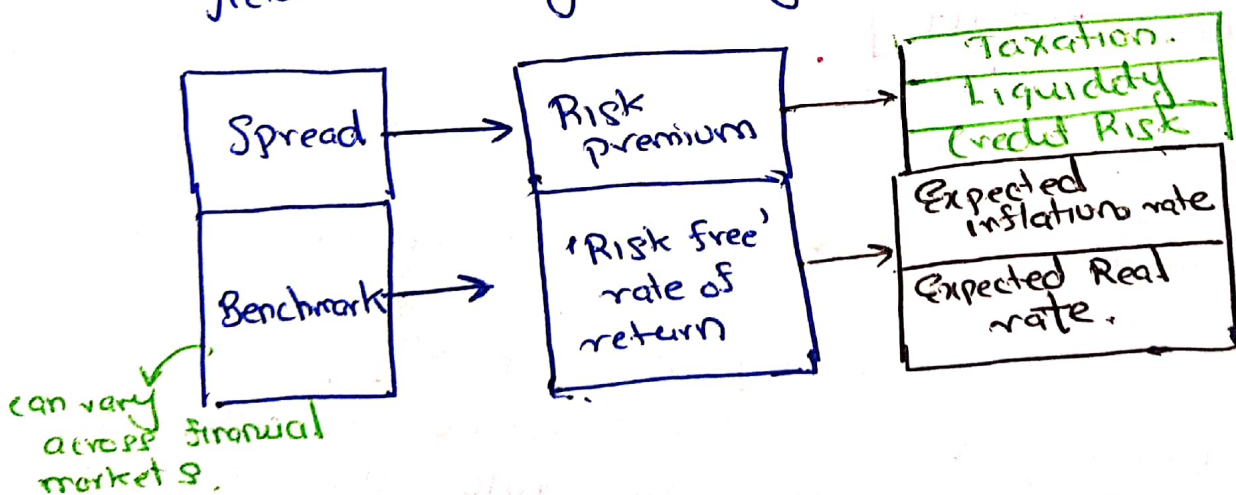 Taxation.
Liquiddy
Credit Risk
Spread
Risk
premium
Expected
inflation rate
Benchmark
'Risk free'
rate of
return
Expected Real
rate.
can vary
across financial
markets.